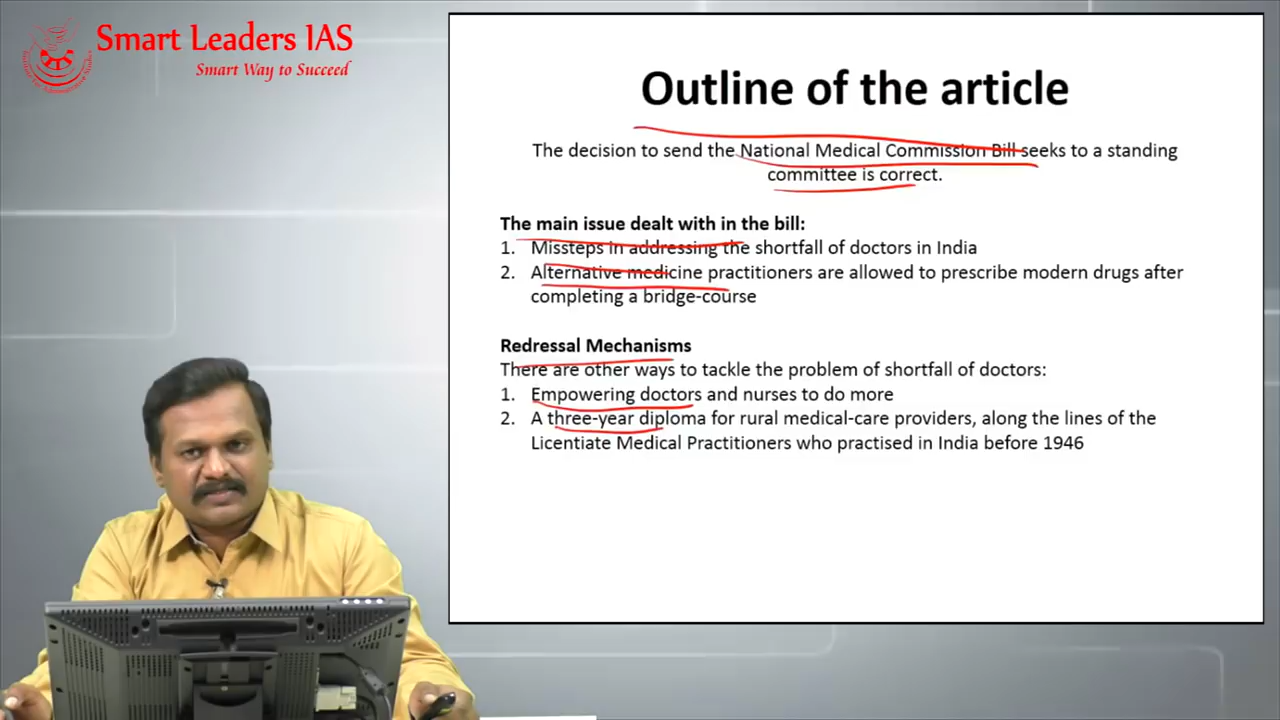 Smart Leaders IAS
Smart Way to Succeed
Outline of the article
The decision to send the National Medical Commission Bill seeks to a standing
committee is correct.
The main issue dealt with in the bill:
1. Missteps in addressing the shortfall of doctors in India
2. Alternative medicine practitioners are allowed to prescribe modern drugs after
completing a bridge-course
Redressal Mechanisms
There are other ways to tackle the problem of shortfall of doctors:
1. Empowering doctors and nurses to do more
2. A three-year diploma for rural medical-care providers, along the lines of the
Licentiate Medical Practitioners who practised in India before 1946